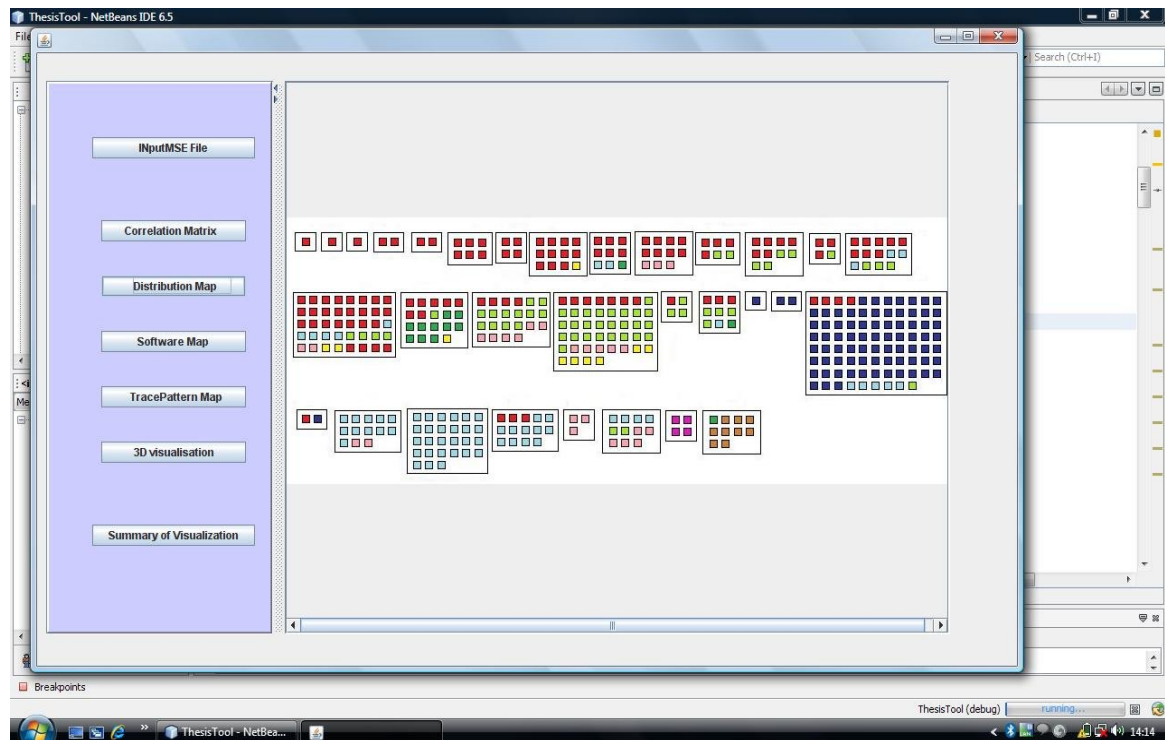 ThesisTool - NetBeans IDE 6.5
File
Search (Ctrl+I)
INputMSE File
Correlation Matrix
Distribution Map
Software Map
TracePattern Map
3D visualisation
Summary of Visualization
Me
Breakpoints
ThesisTool (debug)
running...
ThesisTool - NetBea...
14:14